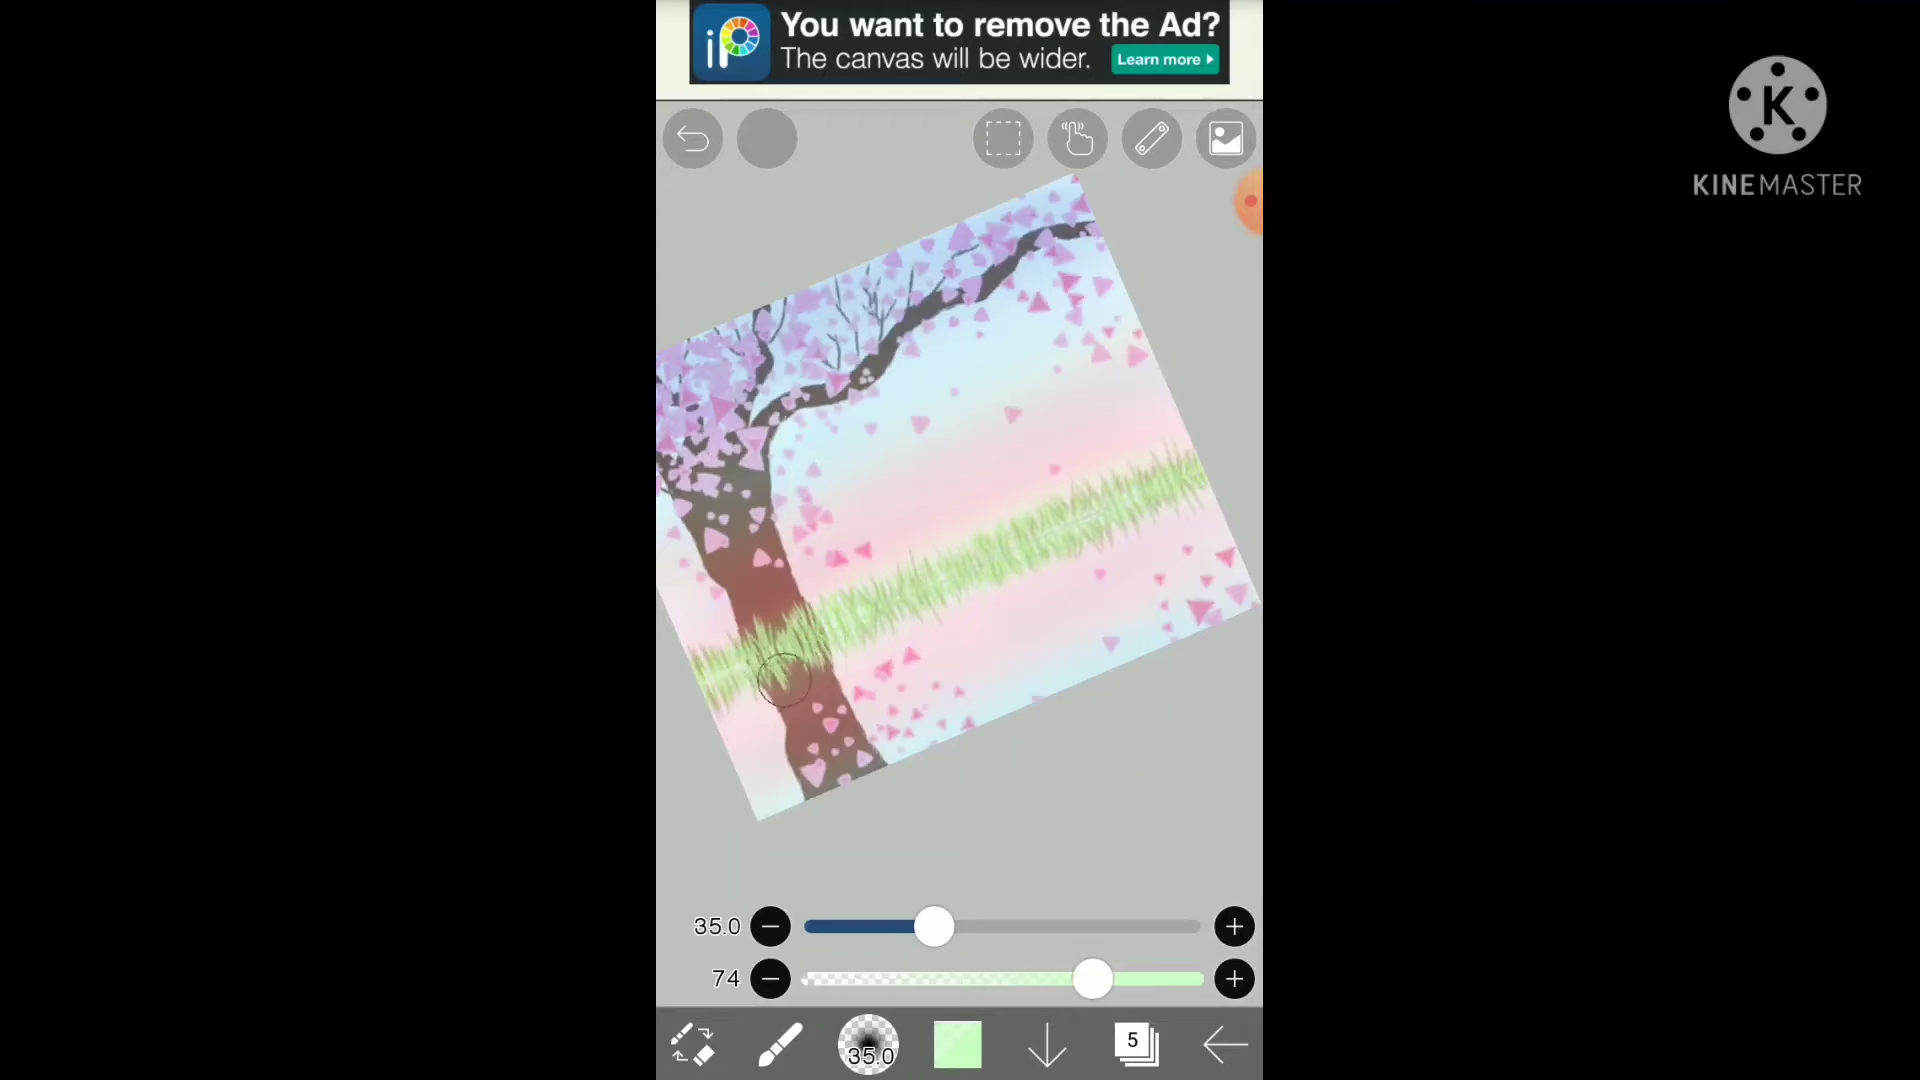 iP
You want to remove the Ad?
The canvas will be wider.
Learn more
K
KINEMASTER
35.0
74
35.0
5